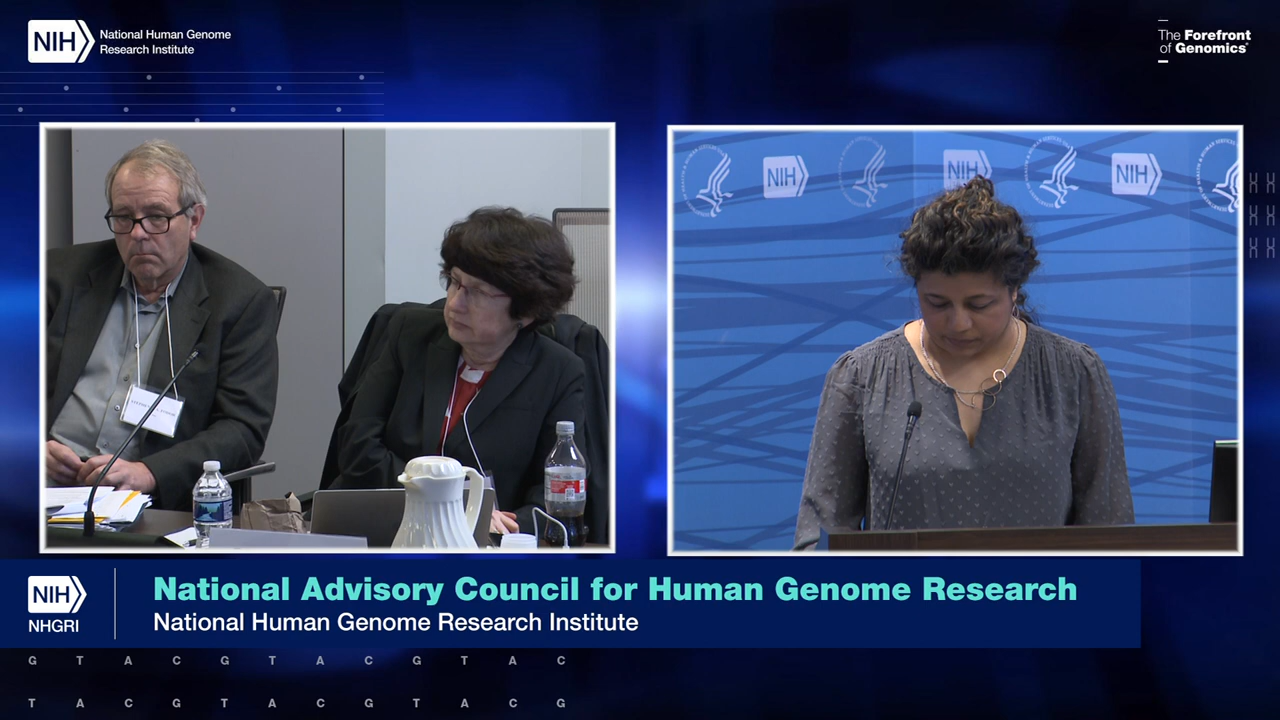 NIH
National Human Genome
Research Institute
The Forefront
of Genomics®
NIH
NIH
NIH
National Advisory Council for Human Genome Research
National Human Genome Research Institute
NIH
NHGRI
G T A C G T A C G T A C
T A C G T A C G T A C G